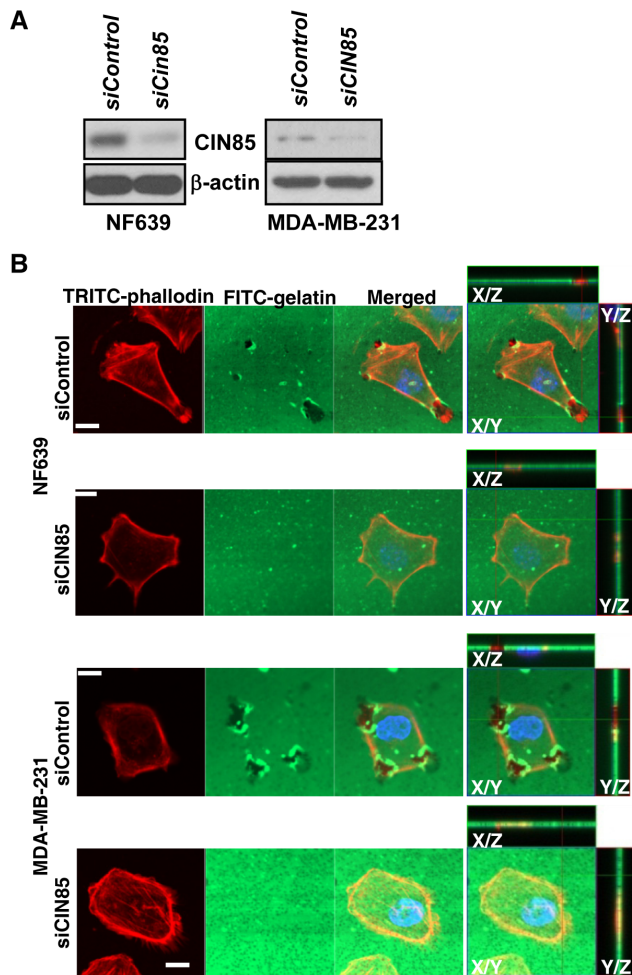 A
siControl siCin85 siControl siCIN85
CIN85
β-actin
NF639 MDA-MB-231
B
TRITC-phallodin FITC-gelatin Merged
X/Z
Y/Z
siControl
X/Y
NF639
X/Z
siCIN85
X/Y
Y/Z
X/Z
siControl
X/Y
Y/Z
MDA-MB-231
X/Z
siCIN85
X/Y
Y/Z